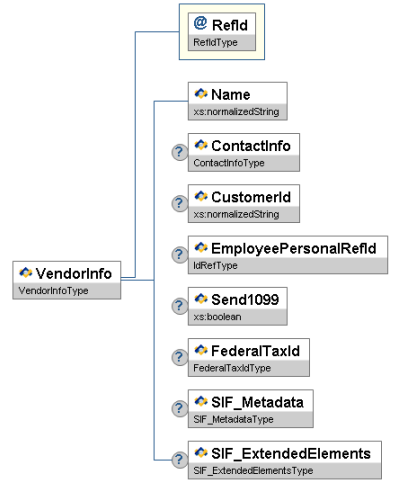 @ RefId
RefIdType
Name
xs:normalizedString
? ContactInfo
ContactInfoType
? CustomerId
xs:normalizedString
? EmployeePersonalRefId
IdRefType
VendorInfo
VendorInfoType
? Send1099
xs:boolean
? FederalTaxId
FederalTaxIdType
? SIF_Metadata
SIF_MetadataType
? SIF_ExtendedElements
SIF_ExtendedElementsType